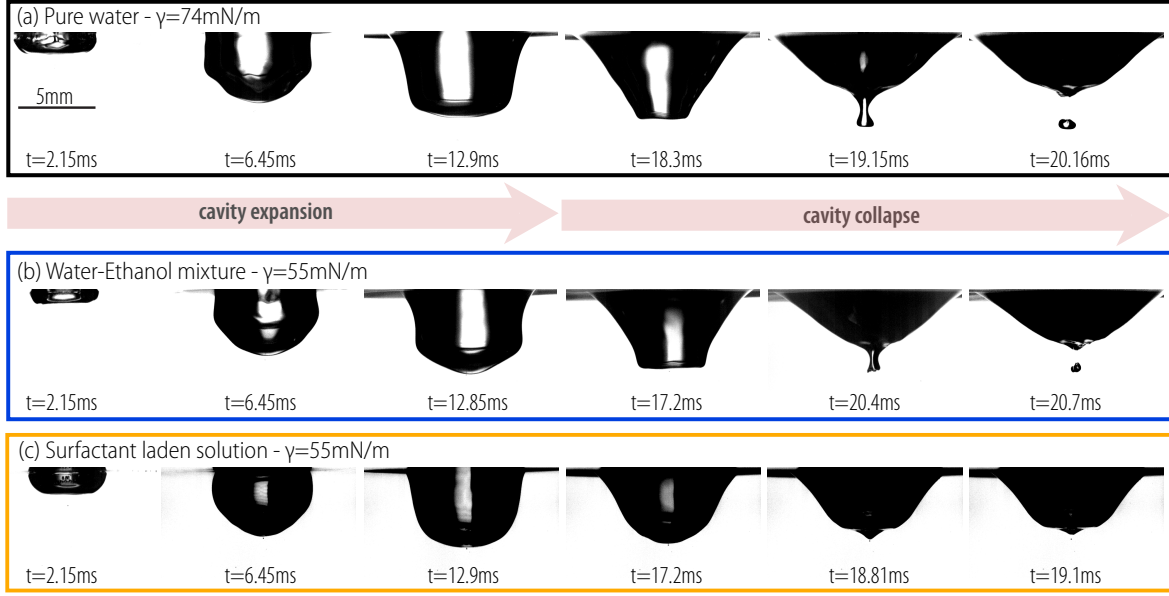 (a) Pure water - γ=74mN/m
5mm
t=2.15ms t=6.45ms t=12.9ms t=18.3ms t=19.15ms t=20.16ms
cavity expansion cavity collapse
(b) Water-Ethanol mixture - γ=55mN/m
t=2.15ms t=6.45ms t=12.85ms t=17.2ms t=20.4ms t=20.7ms
(c) Surfactant laden solution - γ=55mN/m
t=2.15ms t=6.45ms t=12.9ms t=17.2ms t=18.81ms t=19.1ms